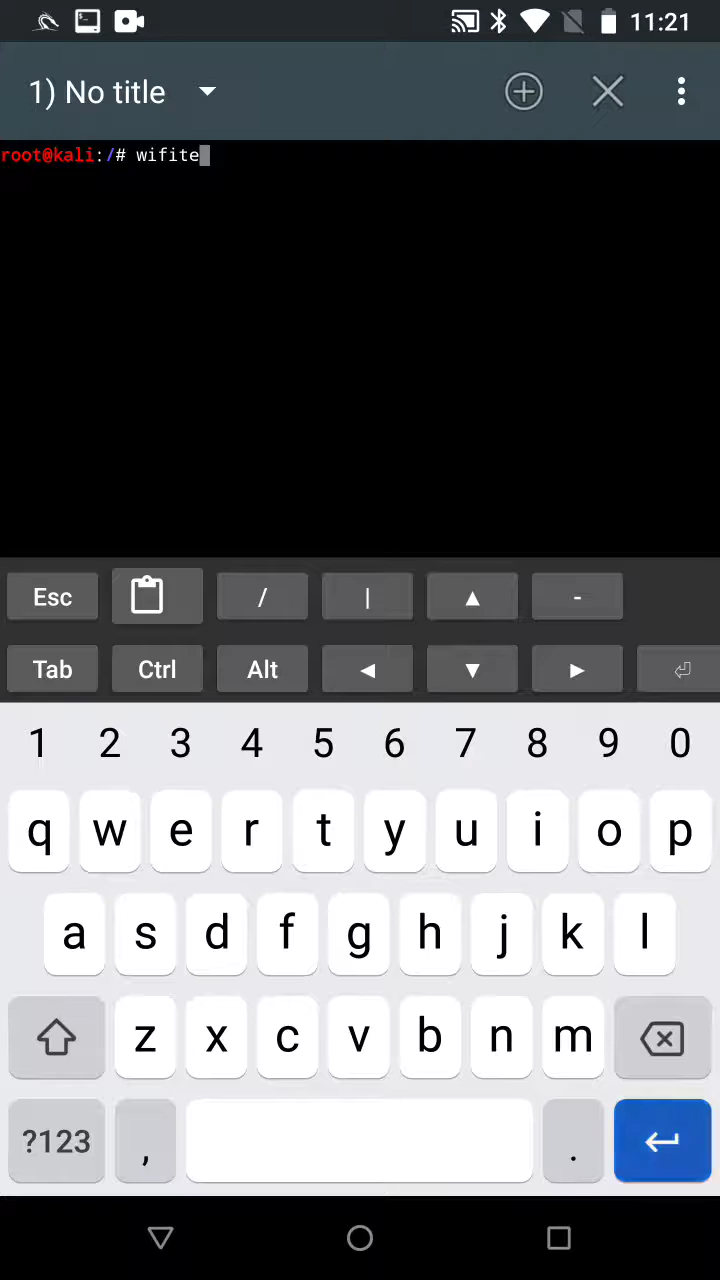 11:21
1) No title
root@kali:/# wifite
Esc / | ▲ -
Tab Ctrl Alt ◄ ▼ ►
1 2 3 4 5 6 7 8 9 0
q w e r t y u i o p
a s d f g h j k l
z x c v b n m
?123 , .